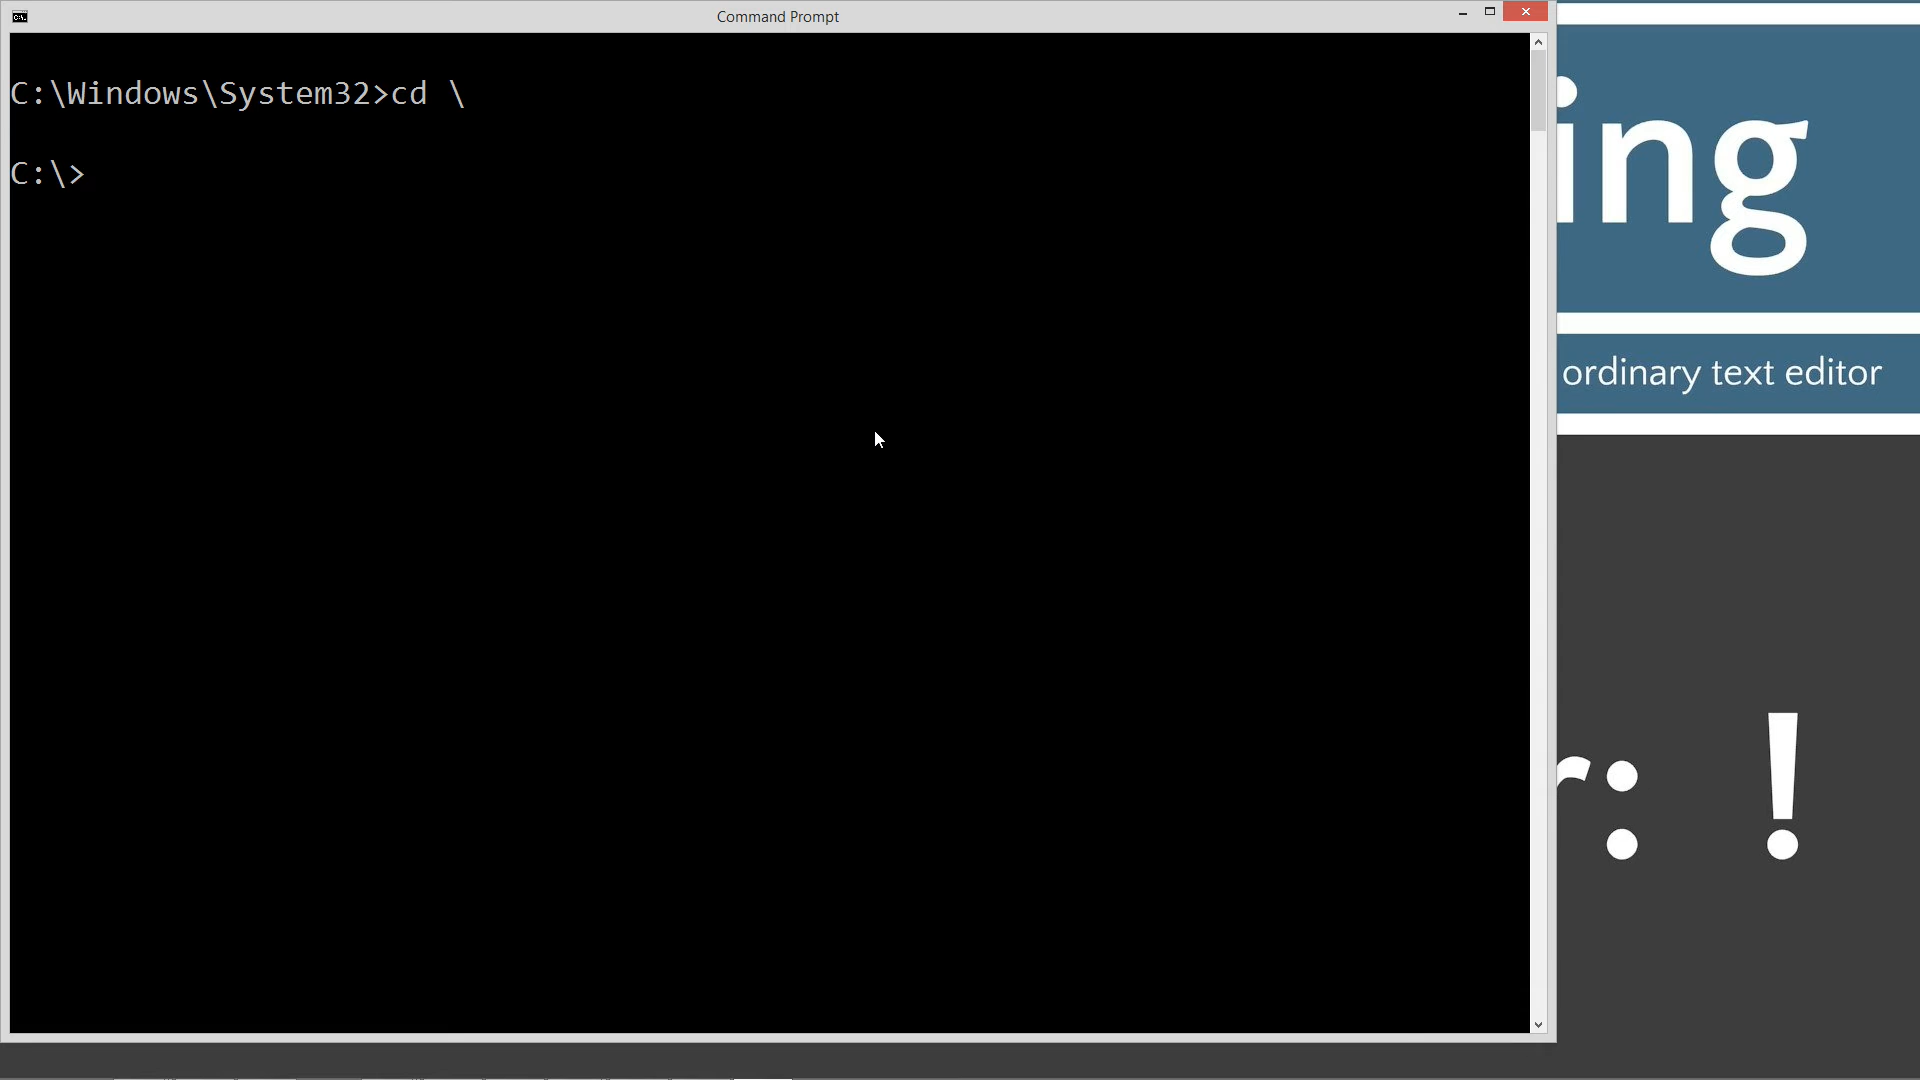 Command Prompt
C:\Windows\System32>cd \
C:\>
ing
ordinary text editor
r: !